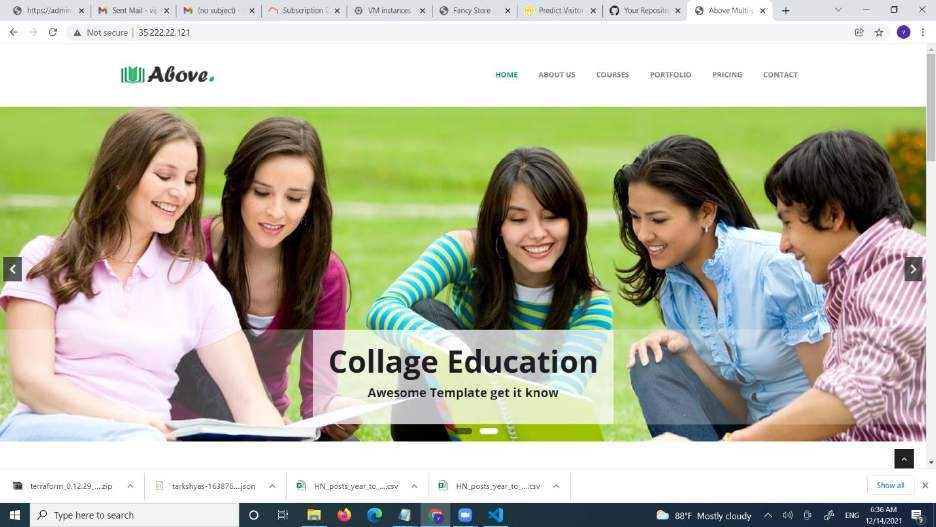 https://admin
Sent Mail - va
(no subject) -
Subscription D
VM instances
Fancy Store
Predict Visitor
Your Reposito
Above Multi-p
Not secure | 35.222.22.121
Above.
HOME ABOUT US COURSES PORTFOLIO PRICING CONTACT
Collage Education
Awesome Template get it know
terraform_0.12.29_....zip
tarkshyas-163876....json
HN_posts_year_to_....csv
HN_posts_year_to_....csv
Show all
Type here to search
88°F Mostly cloudy
ENG
6:36 AM
12/14/2021